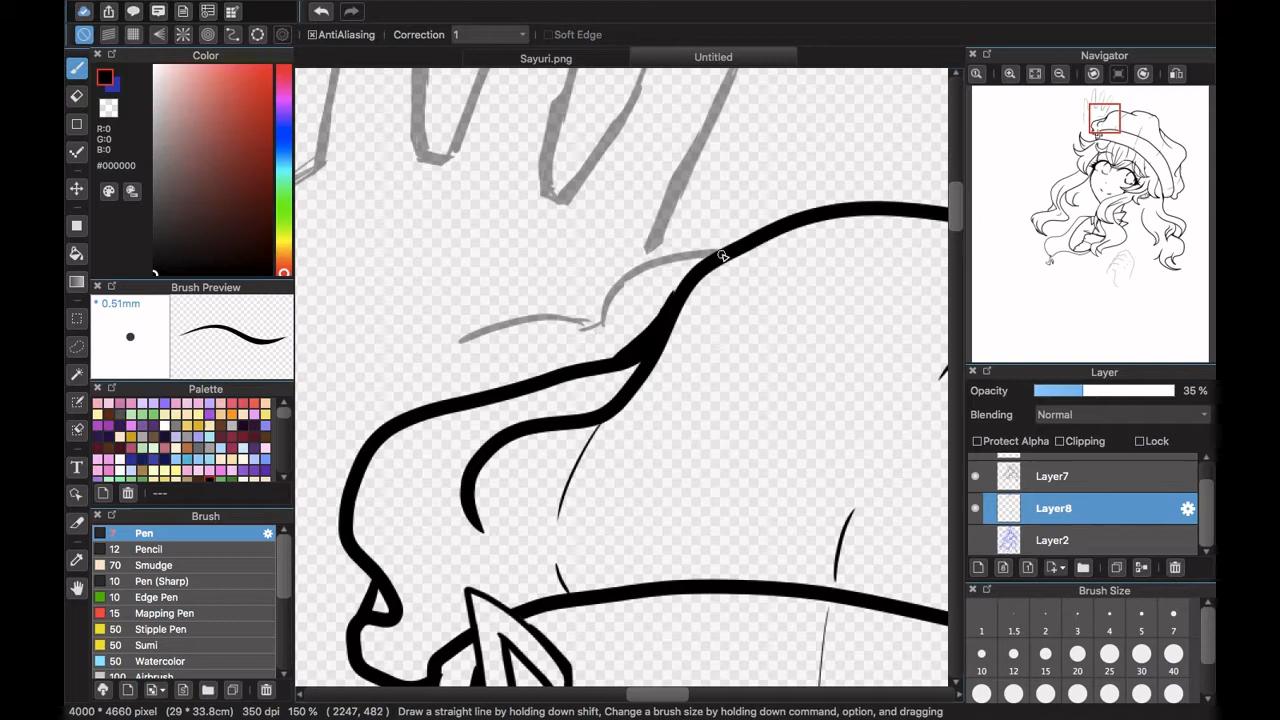 AntiAliasing Correction 1 Soft Edge
Color
R:0
G:0
B:0
#000000
Brush Preview
* 0.51mm
Palette
---
Brush
7 Pen
12 Pencil
70 Smudge
10 Pen (Sharp)
10 Edge Pen
15 Mapping Pen
50 Stipple Pen
50 Sumi
50 Watercolor
100 Airbrush
Sayuri.png
Untitled
Navigator
Layer
Opacity 35 %
Blending Normal
Protect Alpha Clipping Lock
Layer7
Layer8
Layer2
Brush Size
1 1.5 2 3 4 5 7
10 12 15 20 25 30 40
4000 * 4660 pixel (29 * 33.8cm) 350 dpi 150 % ( 2247, 482 ) Draw a straight line by holding down shift, Change a brush size by holding down command, option, and dragging